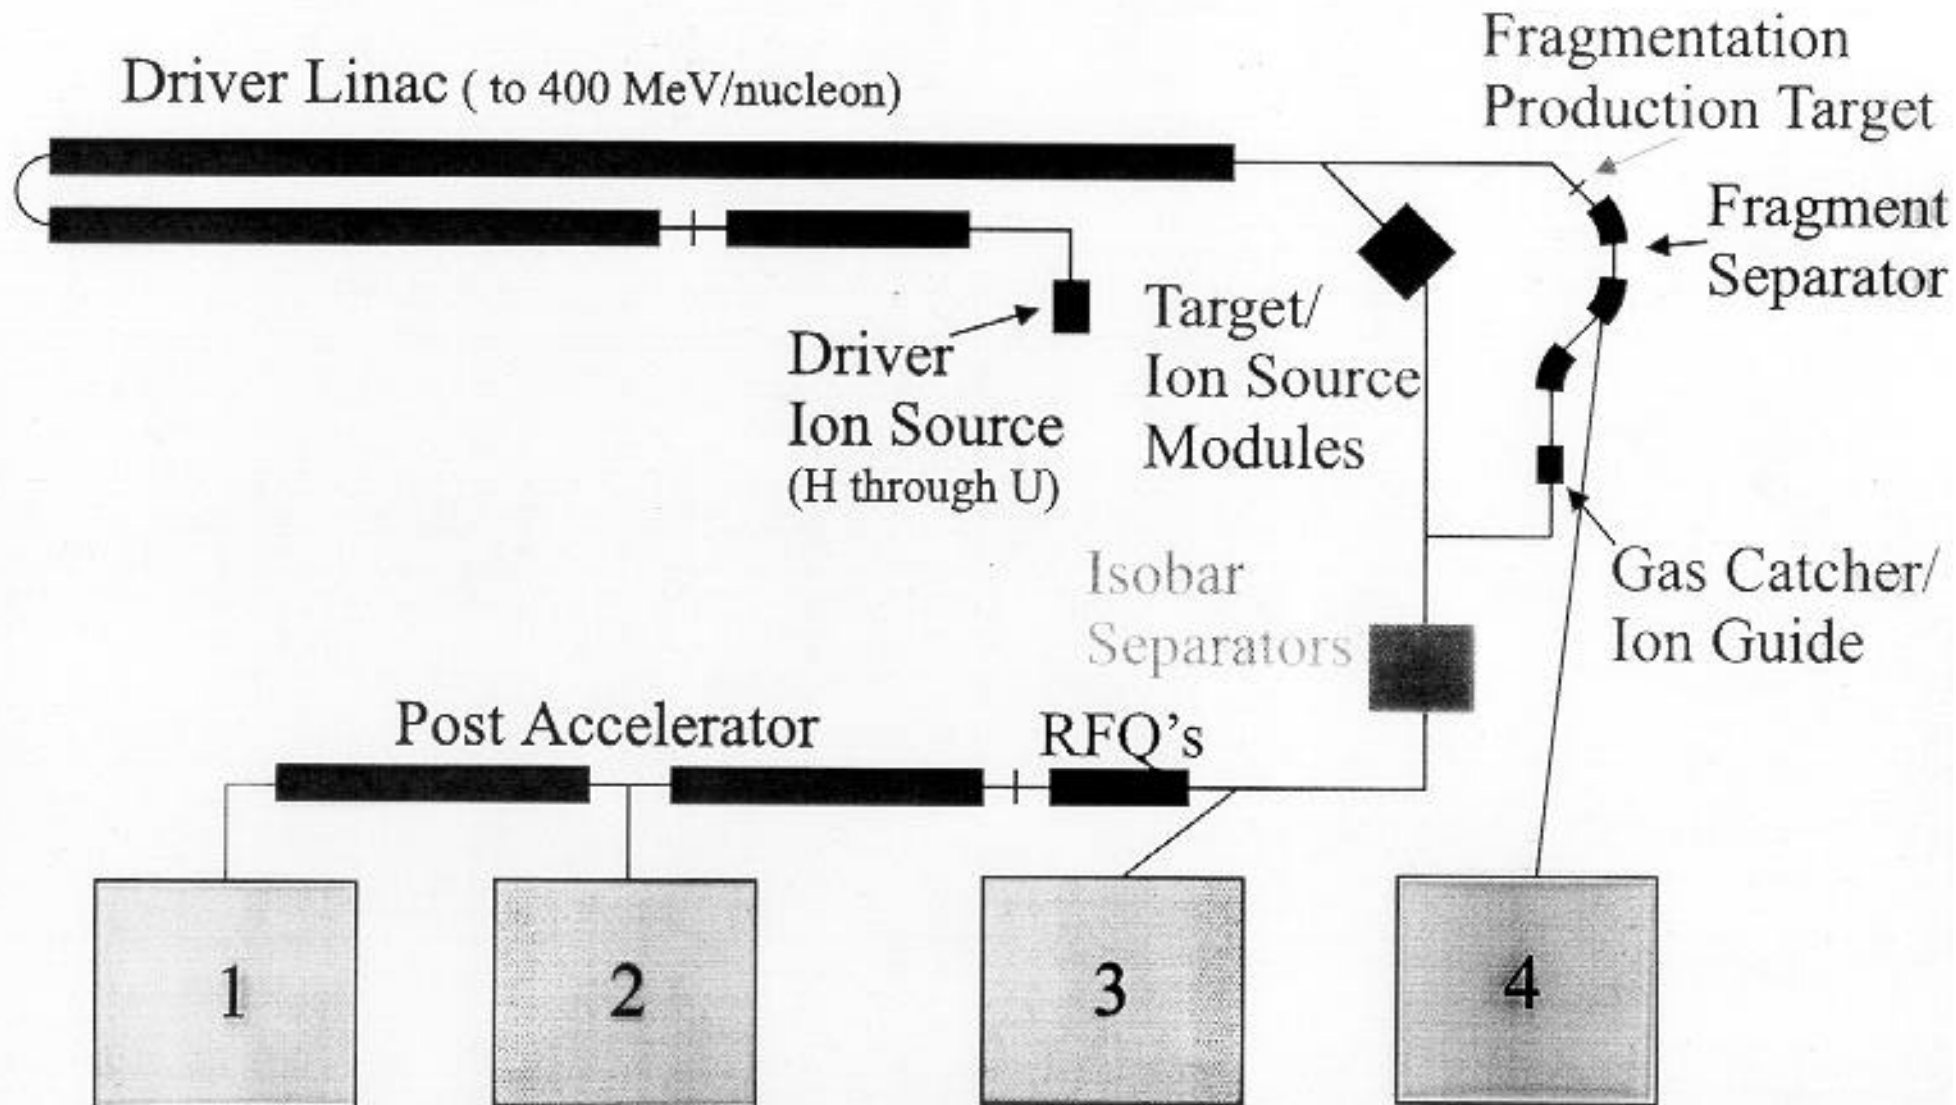 Driver Linac ( to 400 MeV/nucleon)
Fragmentation
Production Target
Fragment
Separator
Driver
Ion Source
(H through U)
Target/
Ion Source
Modules
Isobar
Separators
Gas Catcher/
Ion Guide
Post Accelerator
RFQ's
1
2
3
4